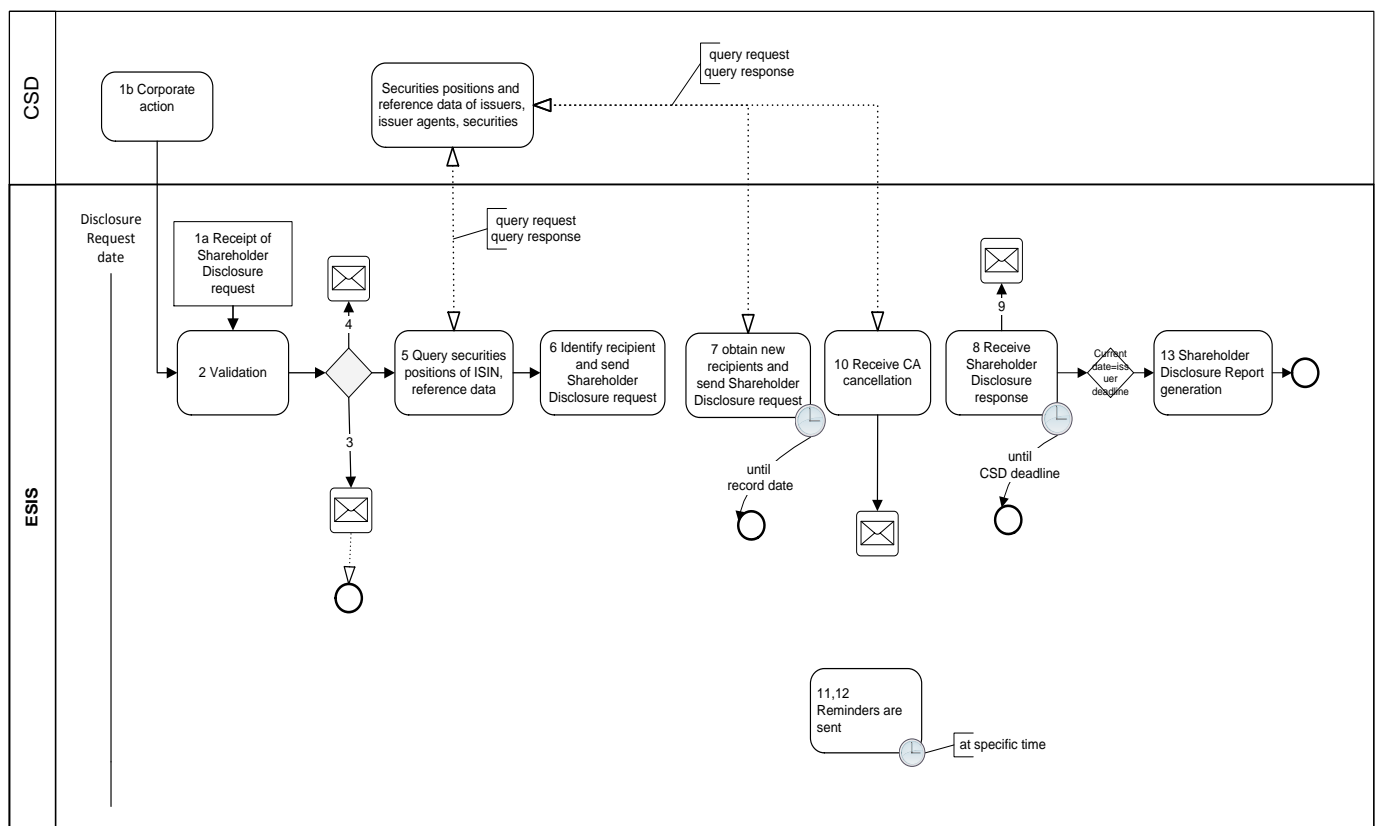 CSD
1b Corporate
action
Securities positions and
reference data of issuers,
issuer agents, securities
query request
query response
ESIS
Disclosure
Request
date
1a Receipt of
Shareholder
Disclosure
request
query request
query response
2 Validation
4
3
5 Query securities
positions of ISIN,
reference data
6 Identify recipient
and send
Shareholder
Disclosure request
7 obtain new
recipients and
send Shareholder
Disclosure request
until
record date
10 Receive CA
cancellation
9
8 Receive
Shareholder
Disclosure
response
until
CSD deadline
Current
date=iss
uer
deadline
13 Shareholder
Disclosure Report
generation
11,12
Reminders are
sent
at specific time